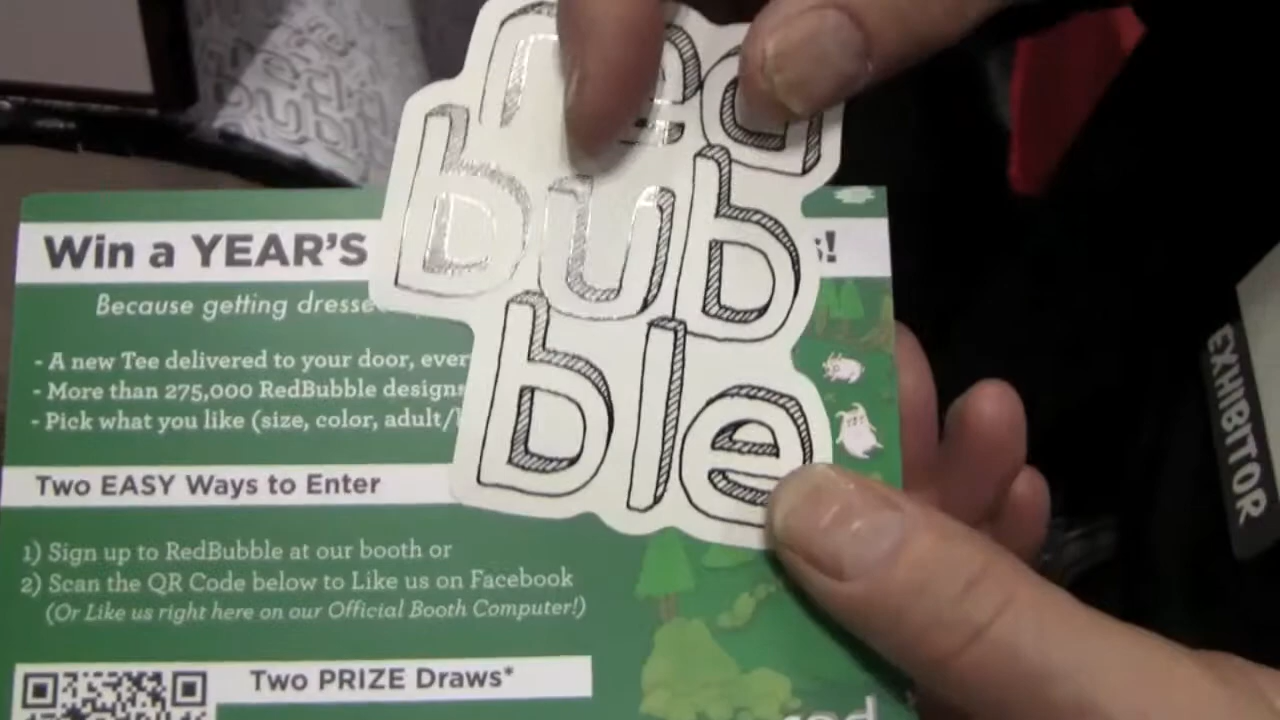 red
bub
ble
Win a YEAR'S
s!
Because getting dresse
- A new Tee delivered to your door, ever
- More than 275,000 RedBubble designs
- Pick what you like (size, color, adult/
Two EASY Ways to Enter
1) Sign up to RedBubble at our booth or
2) Scan the QR Code below to Like us on Facebook
(Or Like us right here on our Official Booth Computer!)
Two PRIZE Draws*
red
EXHIBITOR